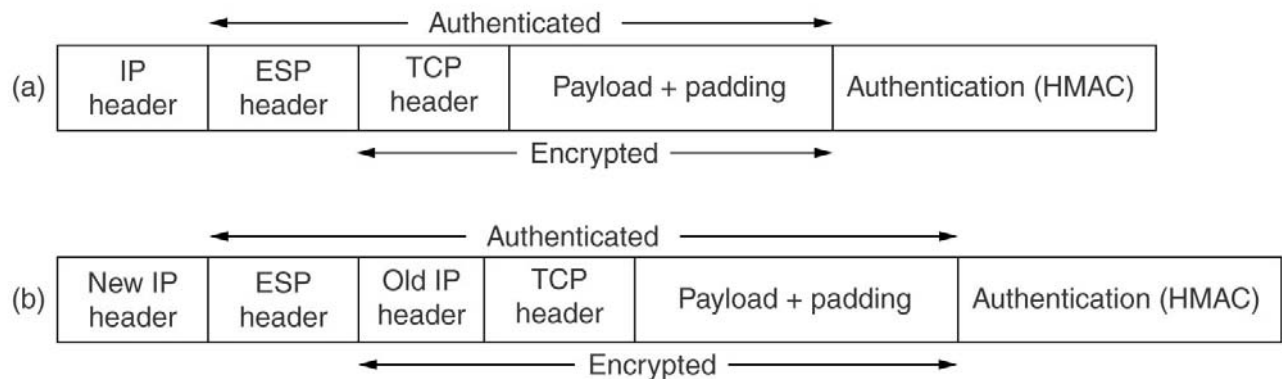 Authenticated
(a) IP header ESP header TCP header Payload + padding Authentication (HMAC)
Encrypted
Authenticated
(b) New IP header ESP header Old IP header TCP header Payload + padding Authentication (HMAC)
Encrypted